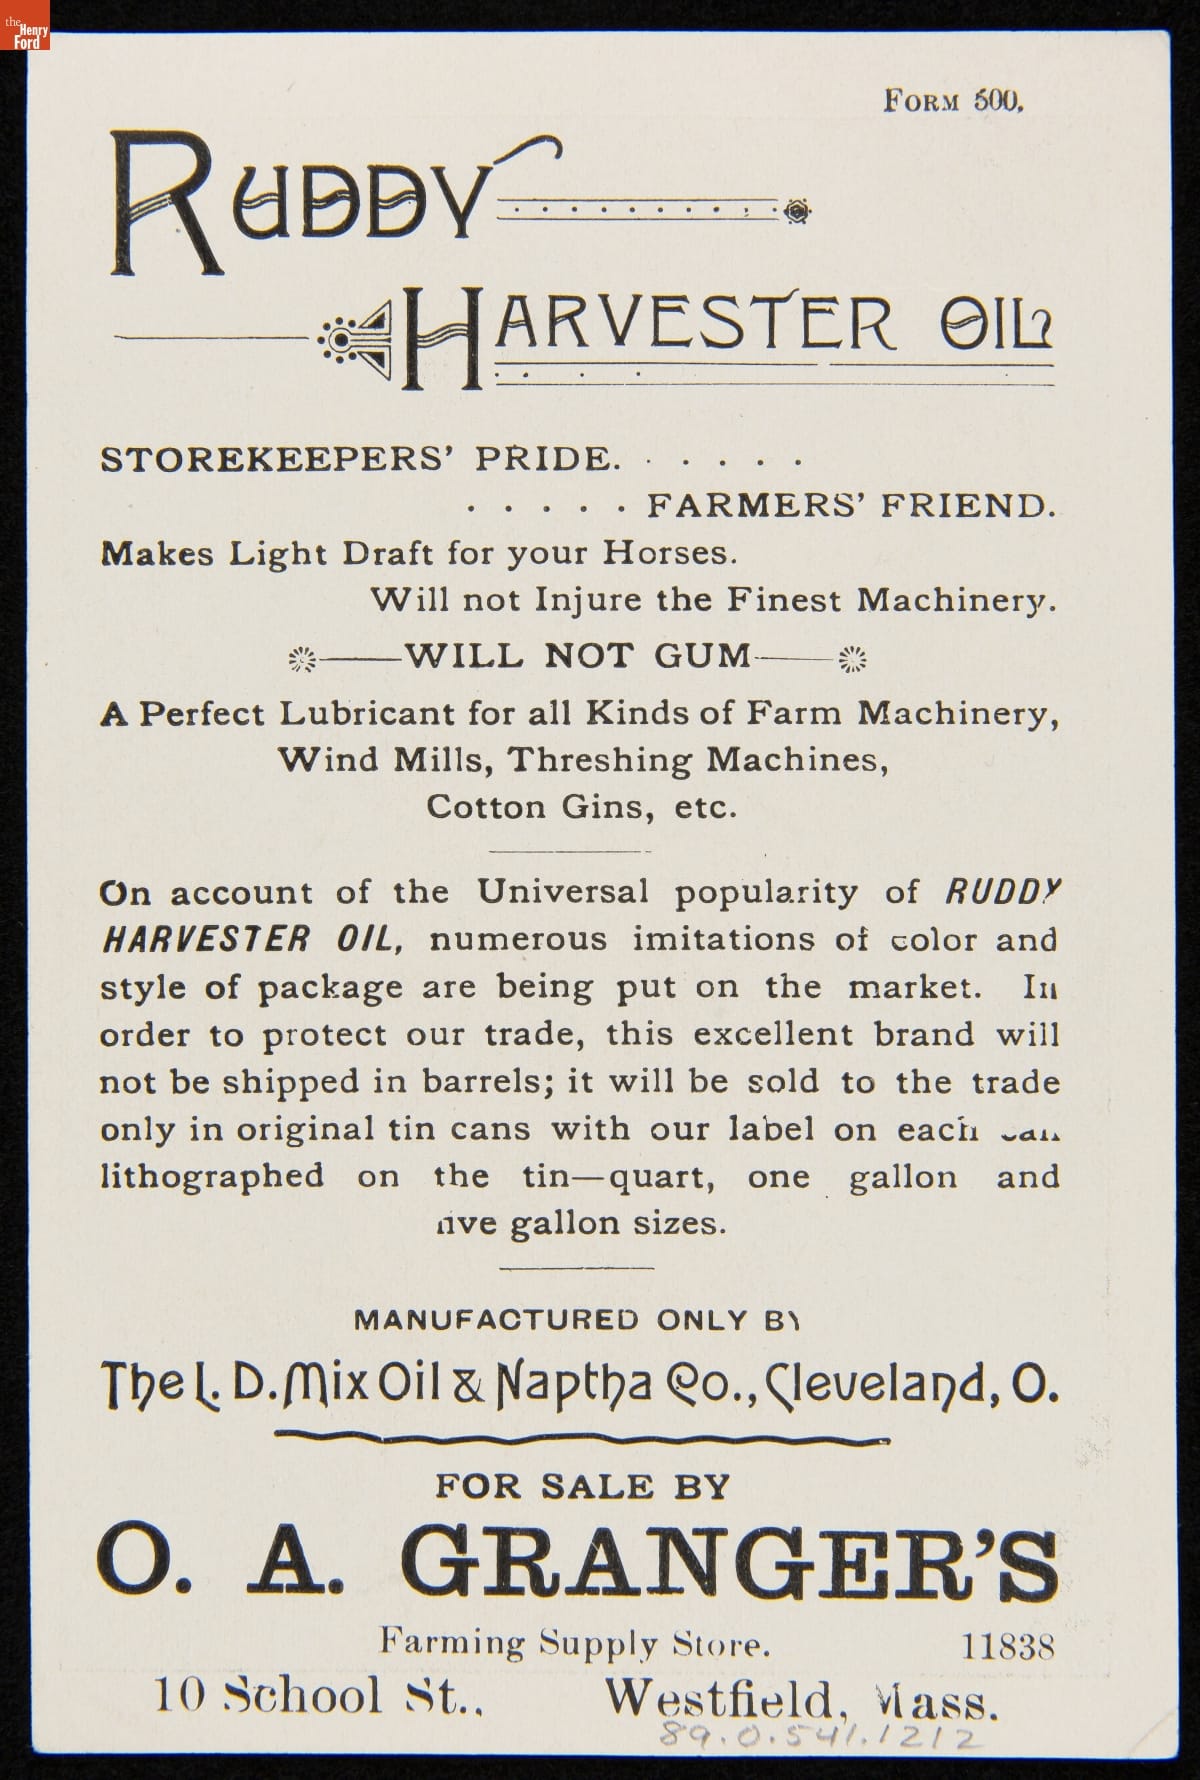 the
Henry
Ford
FORM 500.
RUDDY
HARVESTER OIL
STOREKEEPERS' PRIDE. . . . . . .
. . . . . . FARMERS' FRIEND.
Makes Light Draft for your Horses.
Will not Injure the Finest Machinery.
WILL NOT GUM
A Perfect Lubricant for all Kinds of Farm Machinery,
Wind Mills, Threshing Machines,
Cotton Gins, etc.
On account of the Universal popularity of RUDDY
HARVESTER OIL, numerous imitations of color and
style of package are being put on the market. In
order to protect our trade, this excellent brand will
not be shipped in barrels; it will be sold to the trade
only in original tin cans with our label on each can
lithographed on the tin—quart, one gallon and
five gallon sizes.
MANUFACTURED ONLY BY
The L. D. Mix Oil & Naptha Co., Cleveland, O.
FOR SALE BY
O. A. GRANGER'S
Farming Supply Store. 11838
10 School St., Westfield, Mass.
89.0.541.1212